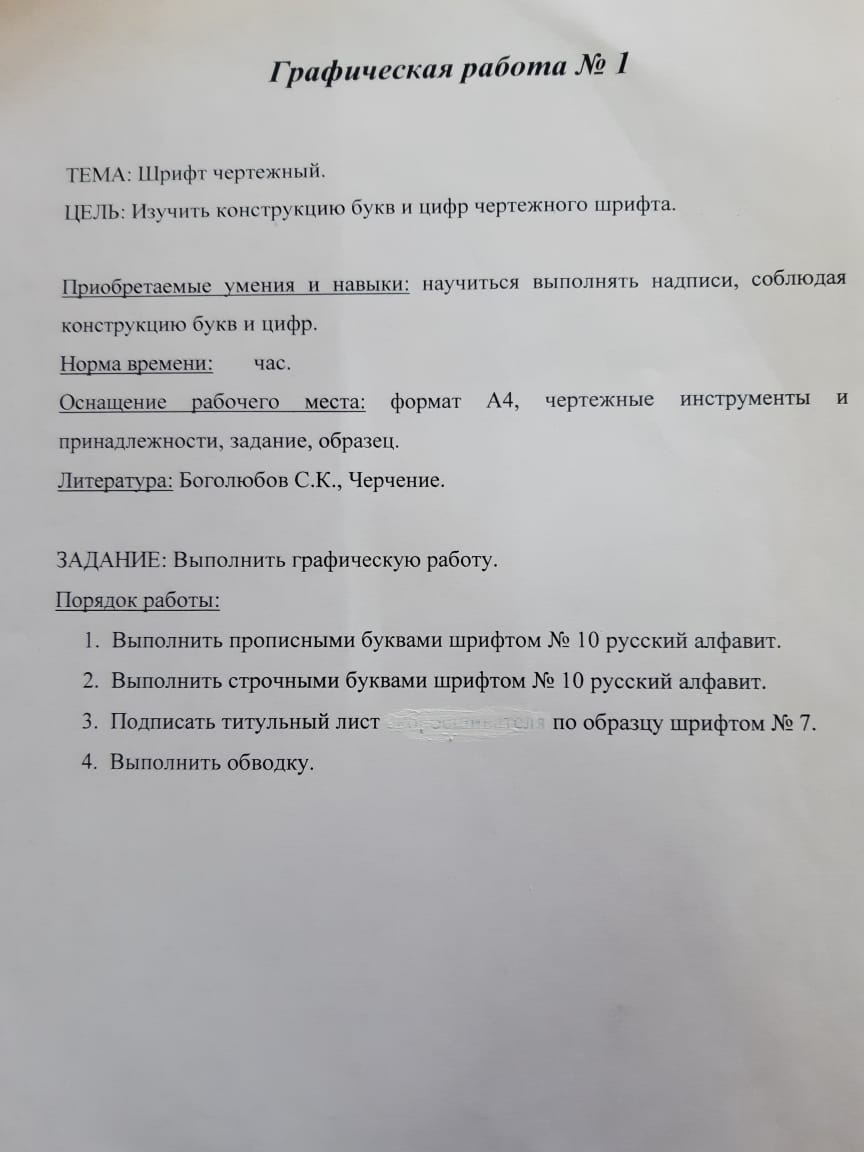 Графическая работа № 1
ТЕМА: Шрифт чертежный.
ЦЕЛЬ: Изучить конструкцию букв и цифр чертежного шрифта.
Приобретаемые умения и навыки: научиться выполнять надписи, соблюдая
конструкцию букв и цифр.
Норма времени: час.
Оснащение рабочего места: формат А4, чертежные инструменты и
принадлежности, задание, образец.
Литература: Боголюбов С.К., Черчение.
ЗАДАНИЕ: Выполнить графическую работу.
Порядок работы:
1. Выполнить прописными буквами шрифтом № 10 русский алфавит.
2. Выполнить строчными буквами шрифтом № 10 русский алфавит.
3. Подписать титульный лист по образцу шрифтом № 7.
4. Выполнить обводку.